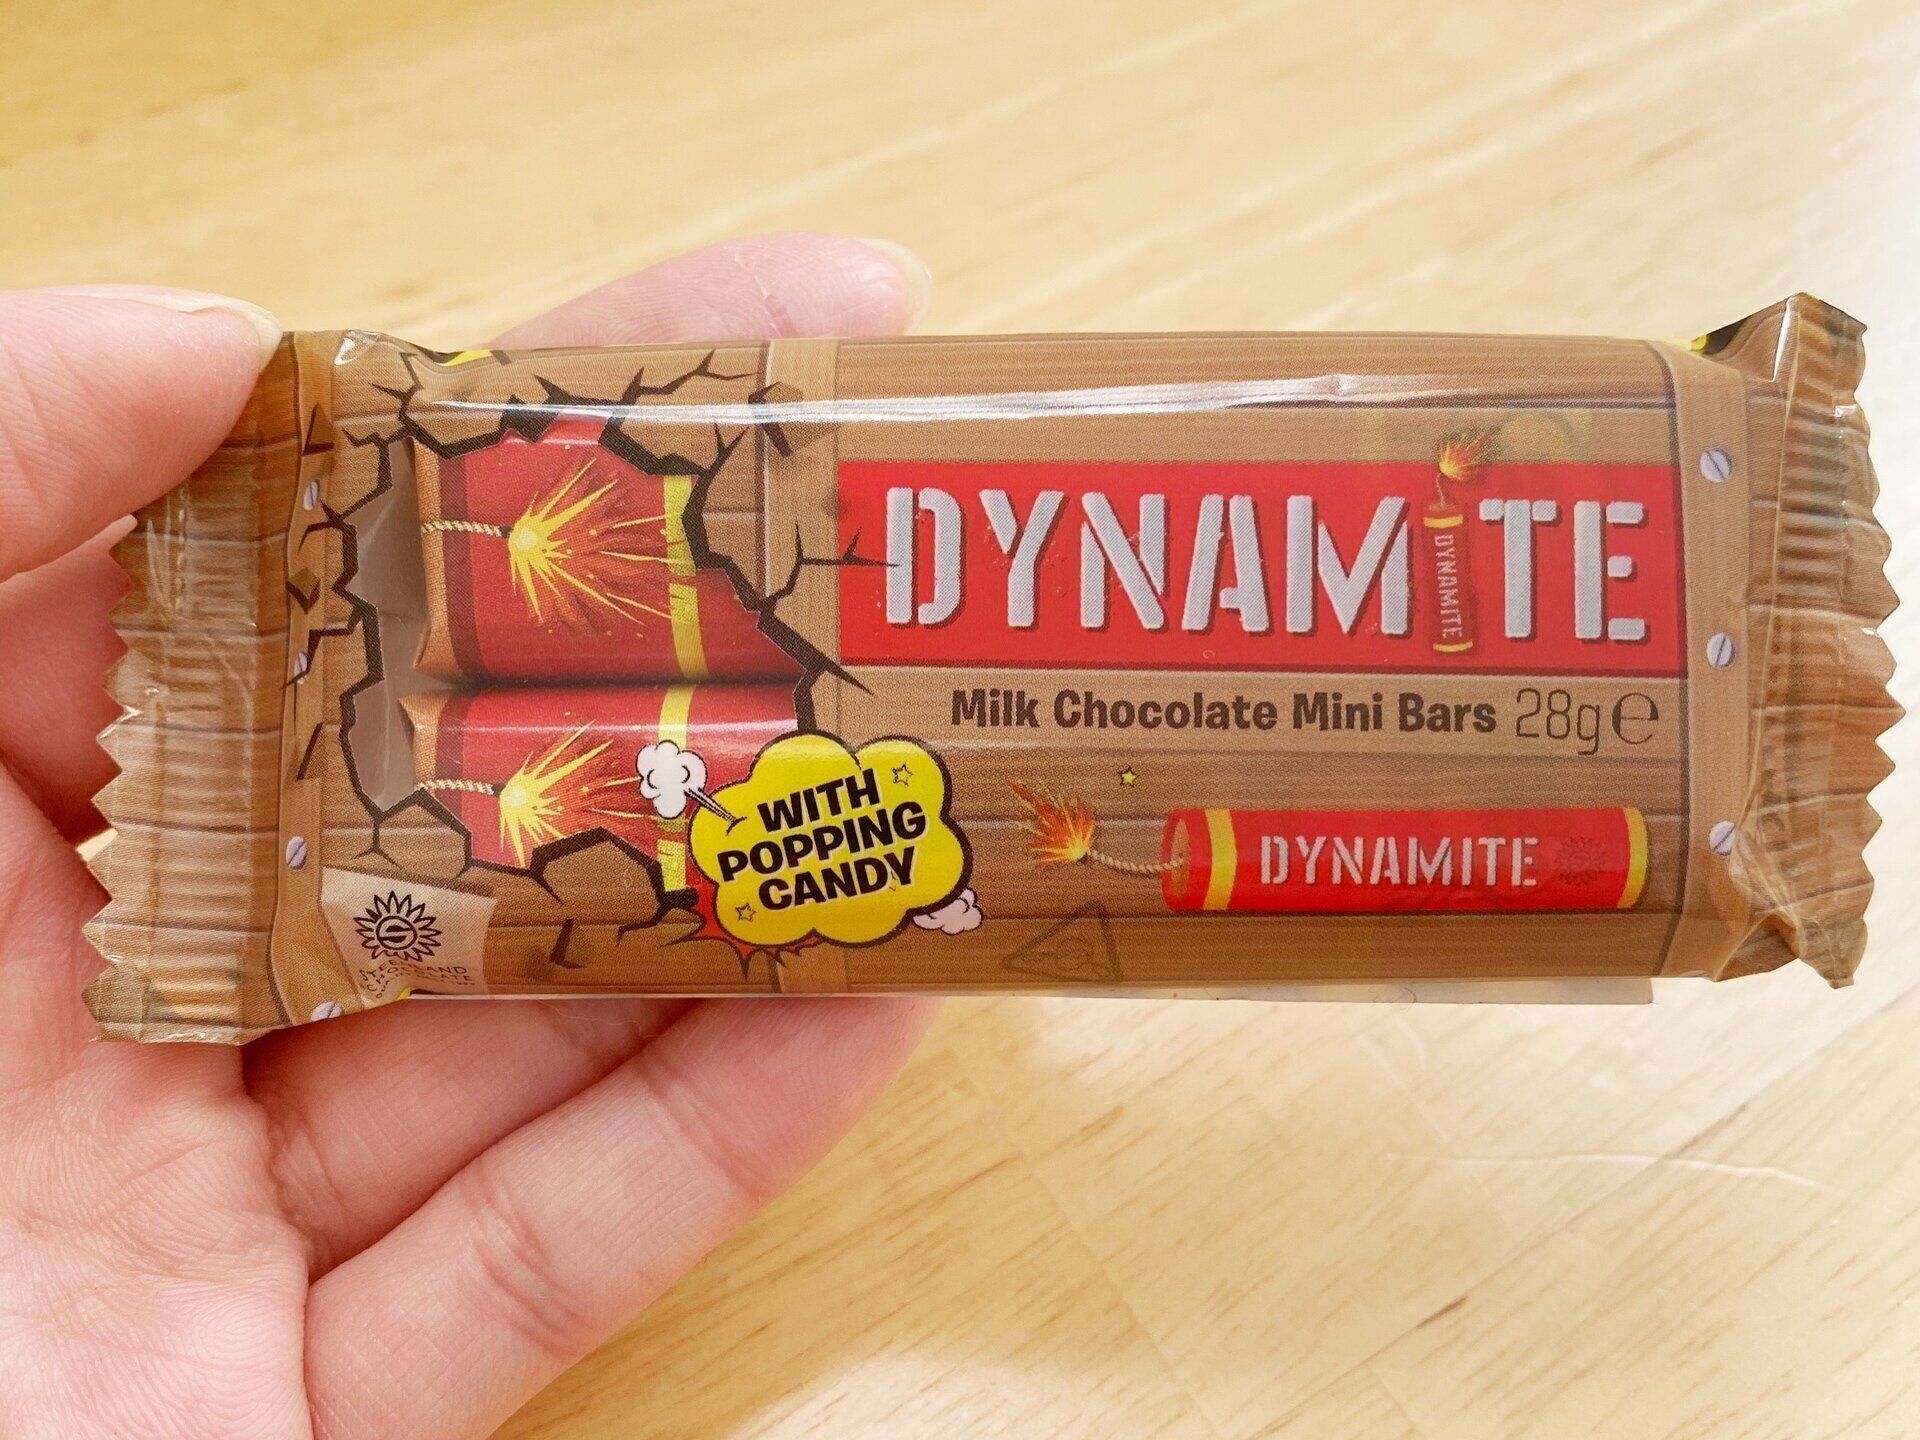 DYNAMITE
DYNAMITE
Milk Chocolate Mini Bars 28g ℮
WITH
POPPING
CANDY
DYNAMITE